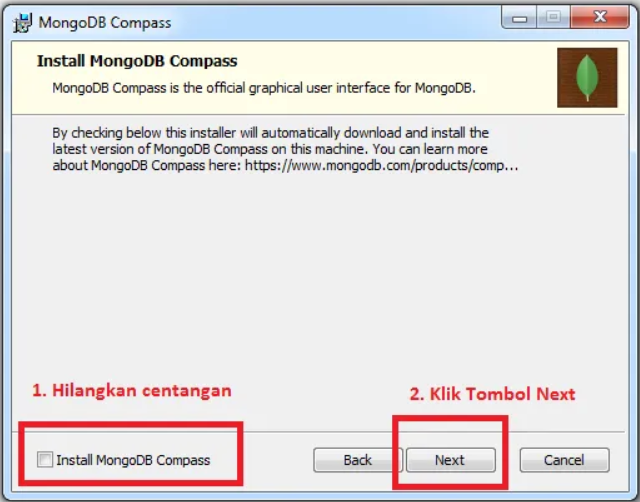 MongoDB Compass
Install MongoDB Compass
MongoDB Compass is the official graphical user interface for MongoDB.
By checking below this installer will automatically download and install the
latest version of MongoDB Compass on this machine. You can learn more
about MongoDB Compass here: https://www.mongodb.com/products/comp...
1. Hilangkan centangan
2. Klik Tombol Next
Install MongoDB Compass
Back
Next
Cancel